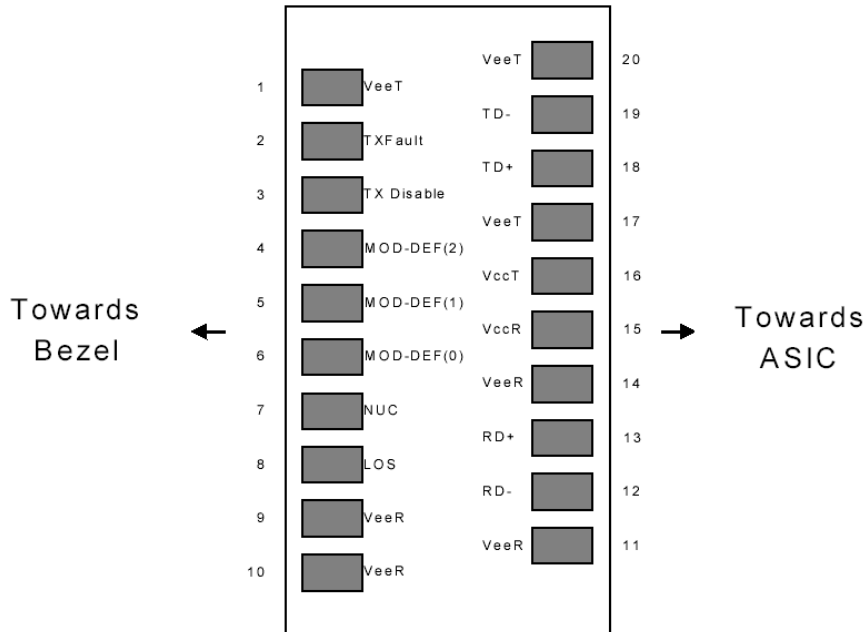 VeeT 20
1 VeeT
TD- 19
2 TXFault
TD+ 18
3 TX Disable
VeeT 17
4 MOD-DEF(2)
VccT 16
5 MOD-DEF(1)
Towards
Bezel
VccR 15
Towards
ASIC
6 MOD-DEF(0)
VeeR 14
7 NUC
RD+ 13
8 LOS
RD- 12
9 VeeR
VeeR 11
10 VeeR